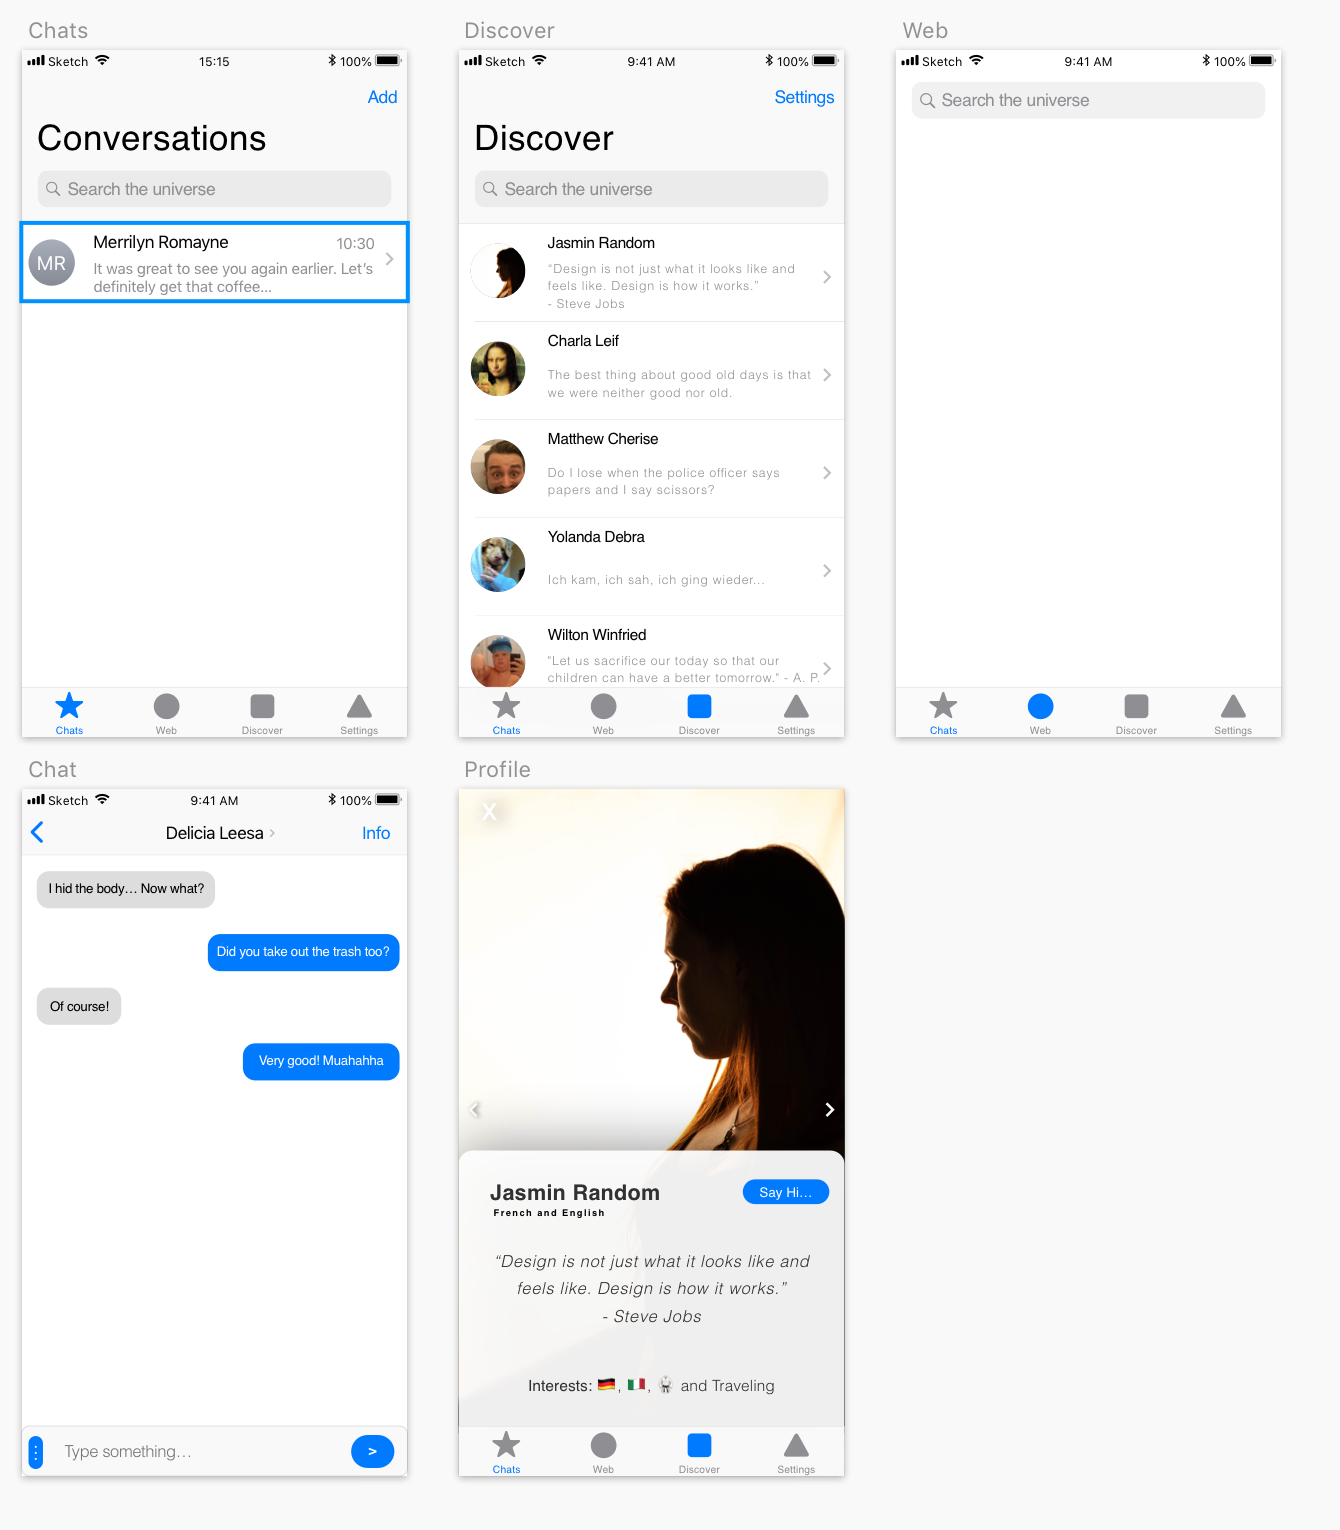 Chats
Sketch 15:15 100%
Add
Conversations
Search the universe
MR
Merrilyn Romayne 10:30
It was great to see you again earlier. Let's
definitely get that coffee...
Chats Web Discover Settings
Discover
Sketch 9:41 AM 100%
Settings
Discover
Search the universe
Jasmin Random
“Design is not just what it looks like and
feels like. Design is how it works.”
- Steve Jobs
Charla Leif
The best thing about good old days is that
we were neither good nor old.
Matthew Cherise
Do I lose when the police officer says
papers and I say scissors?
Yolanda Debra
Ich kam, ich sah, ich ging wieder...
Wilton Winfried
"Let us sacrifice our today so that our
children can have a better tomorrow." - A. P.
Chats Web Discover Settings
Web
Sketch 9:41 AM 100%
Search the universe
Chats Web Discover Settings
Chat
Sketch 9:41 AM 100%
Delicia Leesa Info
I hid the body… Now what?
Did you take out the trash too?
Of course!
Very good! Muahahha
Type something… >
Profile
X
Jasmin Random Say Hi…
French and English
“Design is not just what it looks like and
feels like. Design is how it works.”
- Steve Jobs
Interests: 🇩🇪, 🇮🇹, 🥋 and Traveling
Chats Web Discover Settings